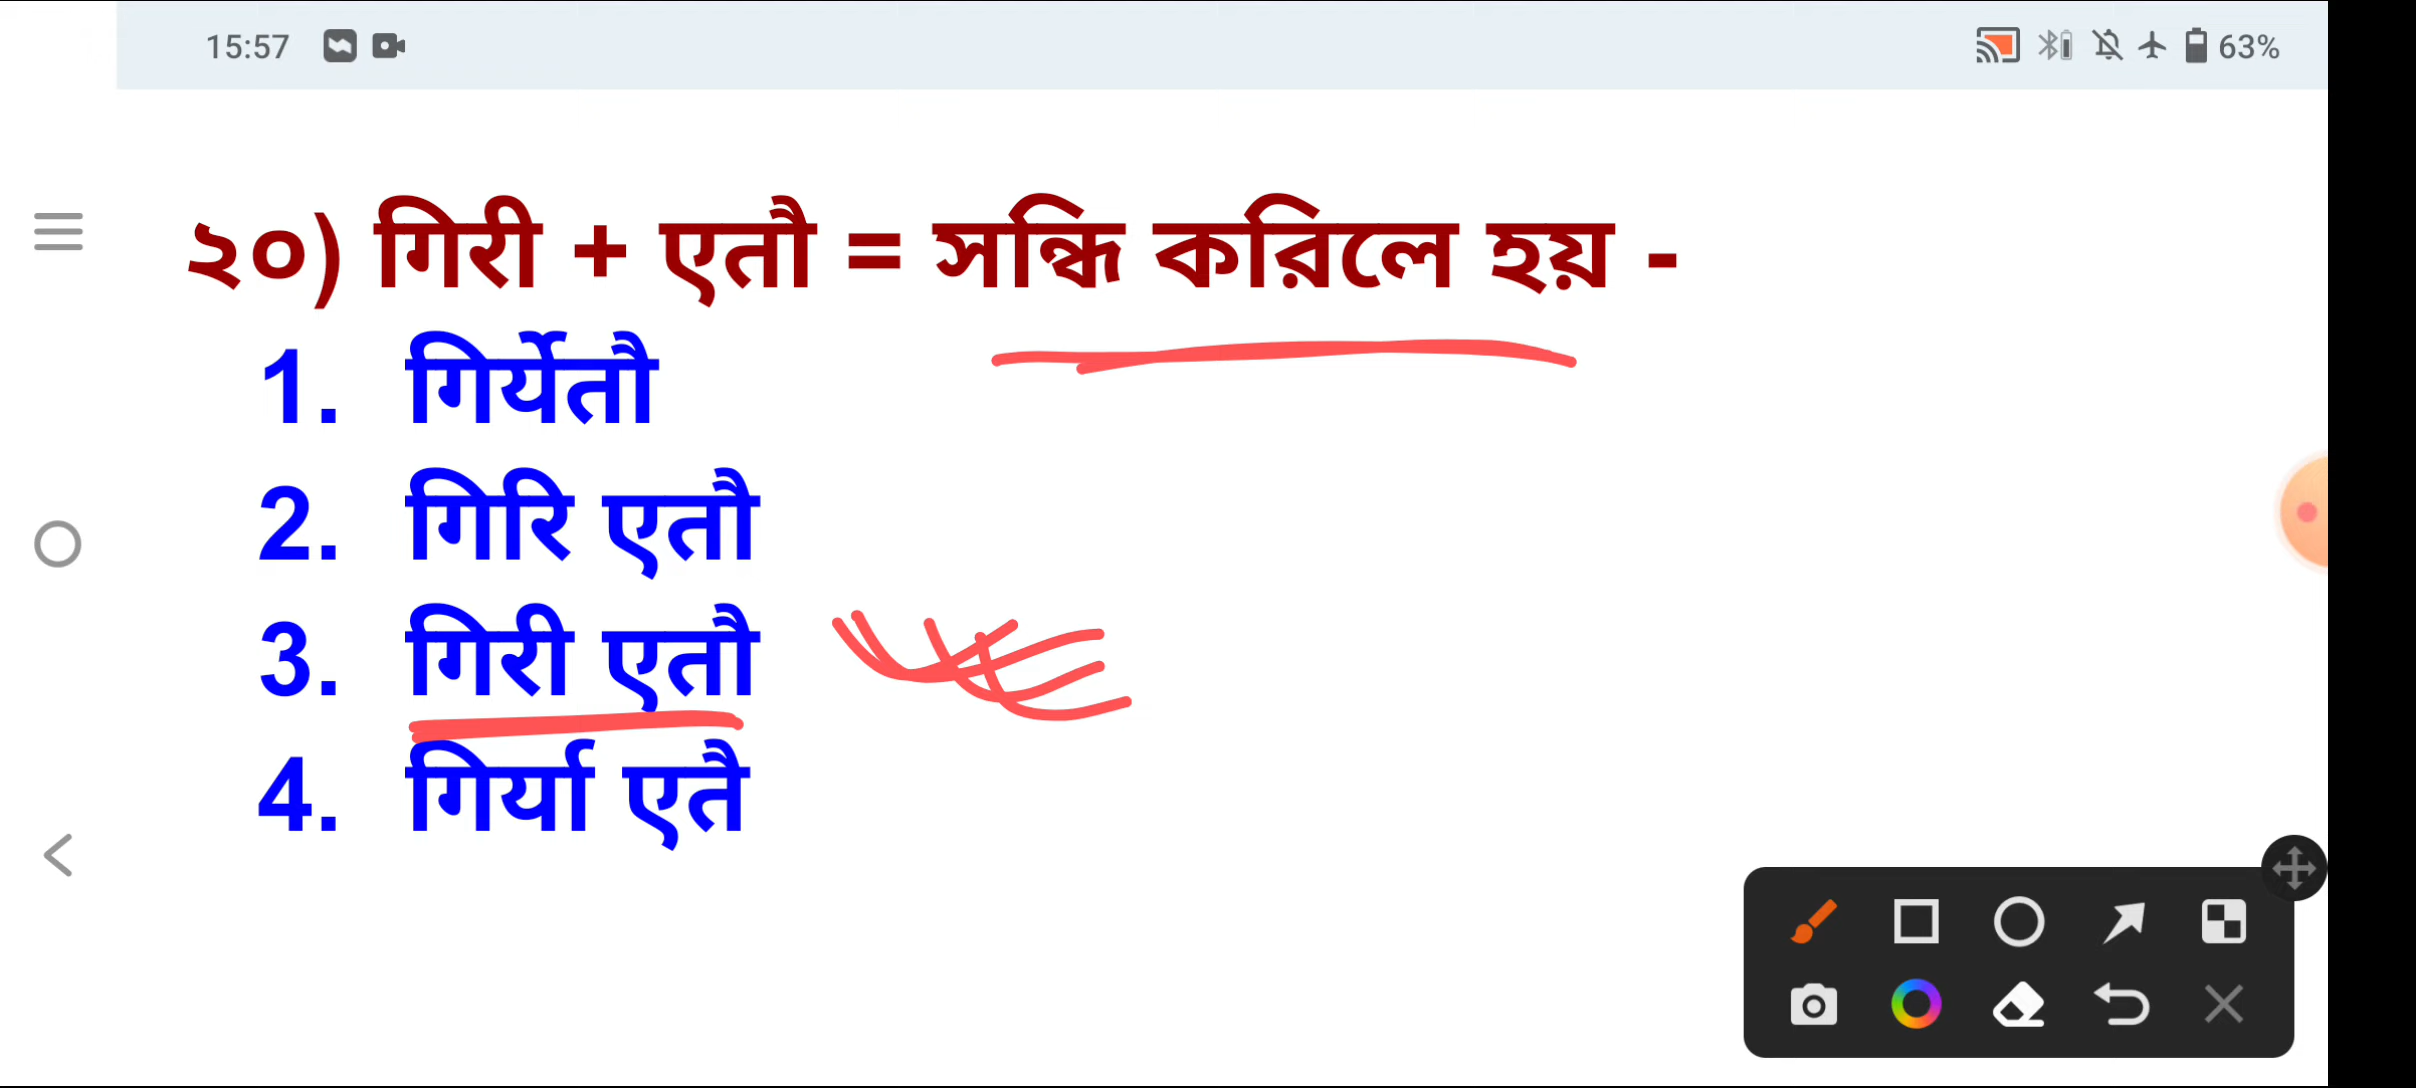 15:57 63%
২০) गिरी + एतौ = সন্ধি করিলে হয় -
1. गिर्येतौ
2. गिरि एतौ
3. गिरी एतौ
4. गिर्या एतै